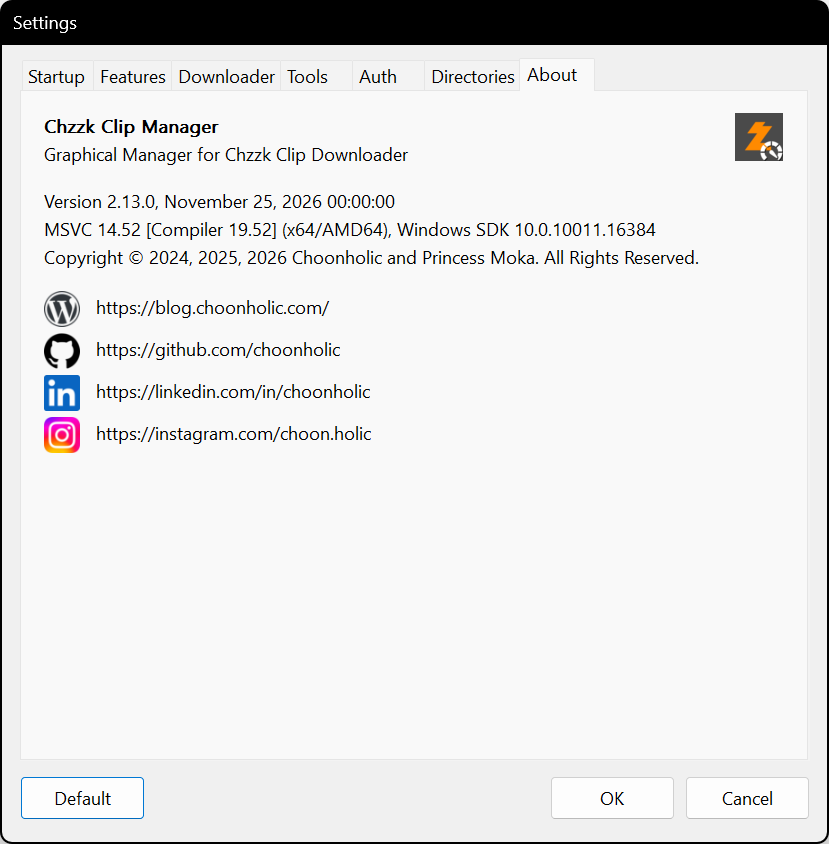 Settings
Startup Features Downloader Tools Auth Directories About
Chzzk Clip Manager
Graphical Manager for Chzzk Clip Downloader
Version 2.13.0, November 25, 2026 00:00:00
MSVC 14.52 [Compiler 19.52] (x64/AMD64), Windows SDK 10.0.10011.16384
Copyright © 2024, 2025, 2026 Choonholic and Princess Moka. All Rights Reserved.
https://blog.choonholic.com/
https://github.com/choonholic
https://linkedin.com/in/choonholic
https://instagram.com/choon.holic
Default OK Cancel